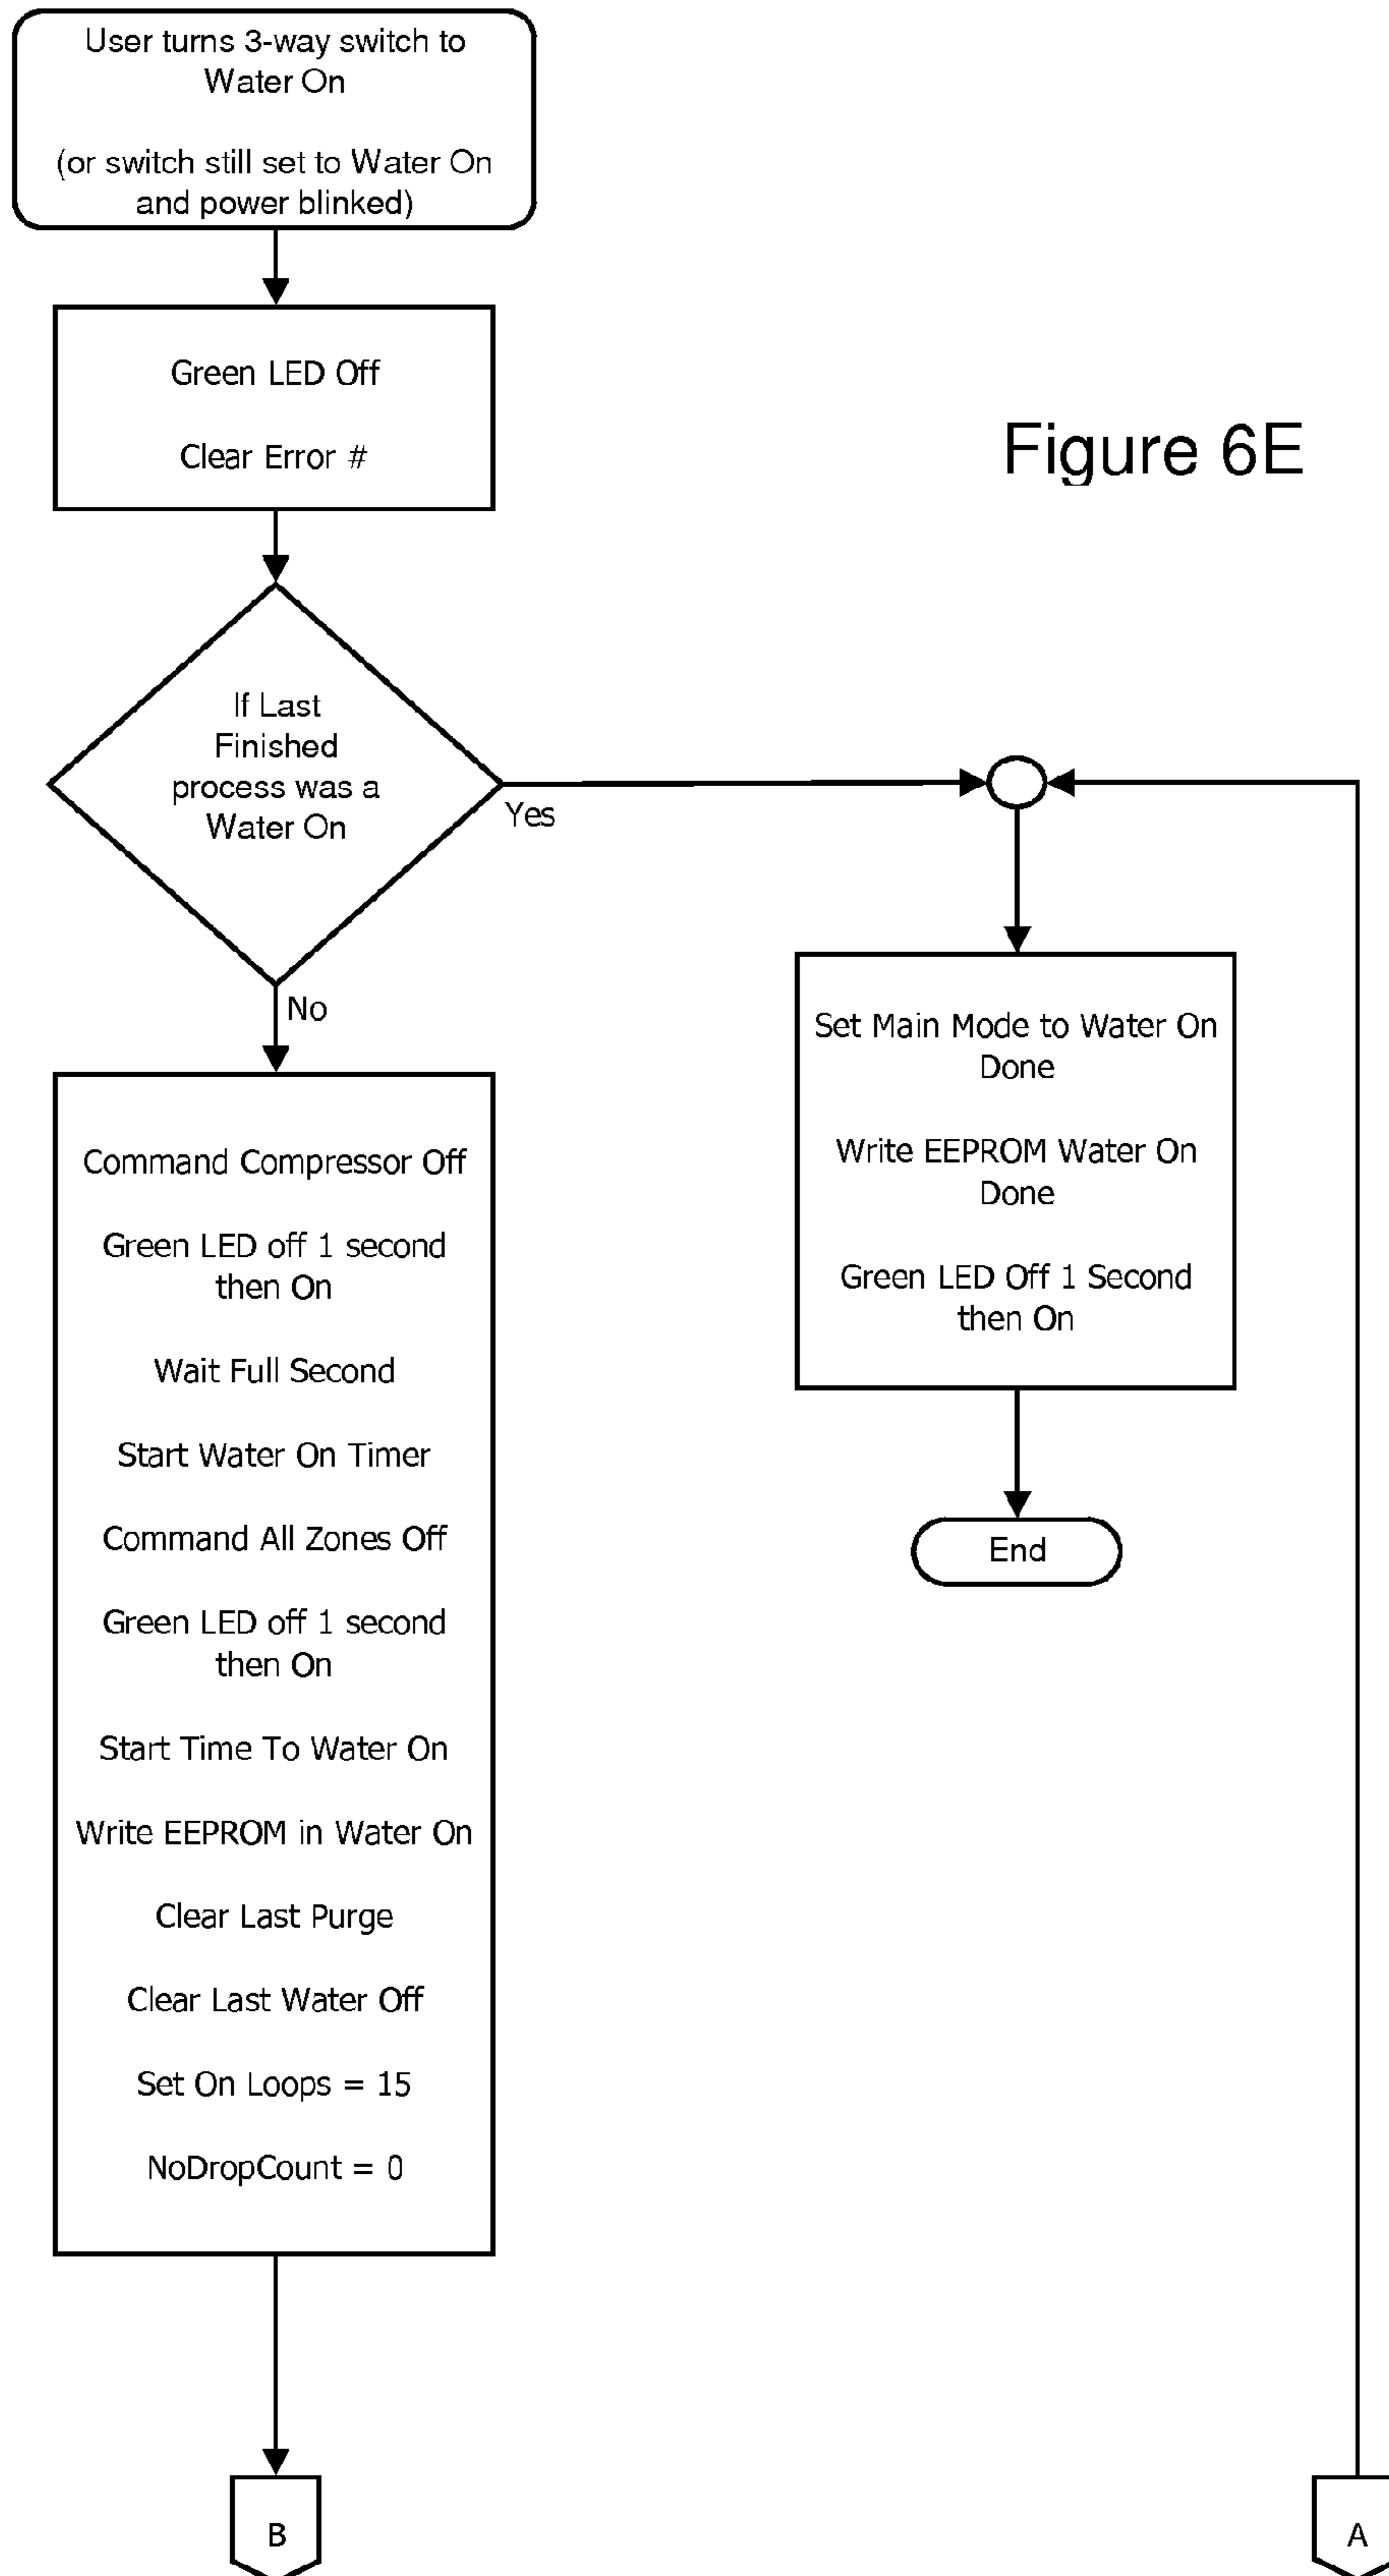 User turns 3-way switch to
Water On
(or switch still set to Water On
and power blinked)
Green LED Off
Clear Error #
Figure 6E
If Last
Finished
process was a
Water On
Yes
No
Command Compressor Off
Green LED off 1 second
then On
Wait Full Second
Start Water On Timer
Command All Zones Off
Green LED off 1 second
then On
Start Time To Water On
Write EEPROM in Water On
Clear Last Purge
Clear Last Water Off
Set On Loops = 15
NoDropCount = 0
B
Set Main Mode to Water On
Done
Write EEPROM Water On
Done
Green LED Off 1 Second
then On
End
A